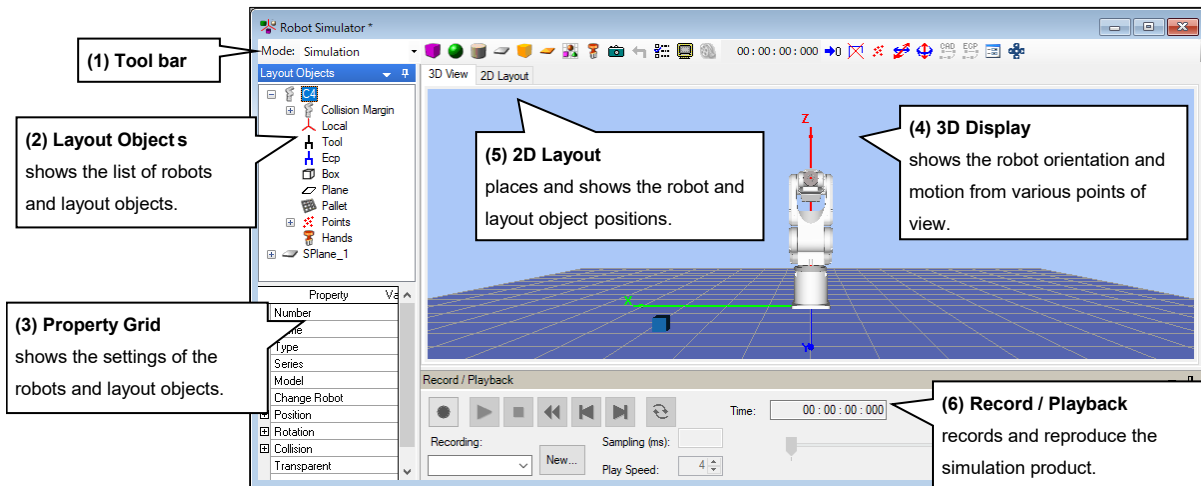 Robot Simulator *
Mode: Simulation
00 : 00 : 00 : 000
CAD
ECP
(1) Tool bar
Layout Objects
3D View
2D Layout
C4
Collision Margin
Local
Tool
Ecp
Box
Plane
Pallet
Points
Hands
SPlane_1
(2) Layout Objects
shows the list of robots
and layout objects.
(5) 2D Layout
places and shows the robot and
layout object positions.
(4) 3D Display
shows the robot orientation and
motion from various points of
view.
Z
X
Y
(3) Property Grid
shows the settings of the
robots and layout objects.
Property
Number
Type
Series
Model
Change Robot
Position
Rotation
Collision
Transparent
Record / Playback
Time:
00 : 00 : 00 : 000
Recording:
New...
Sampling (ms):
Play Speed:
4
(6) Record / Playback
records and reproduce the
simulation product.